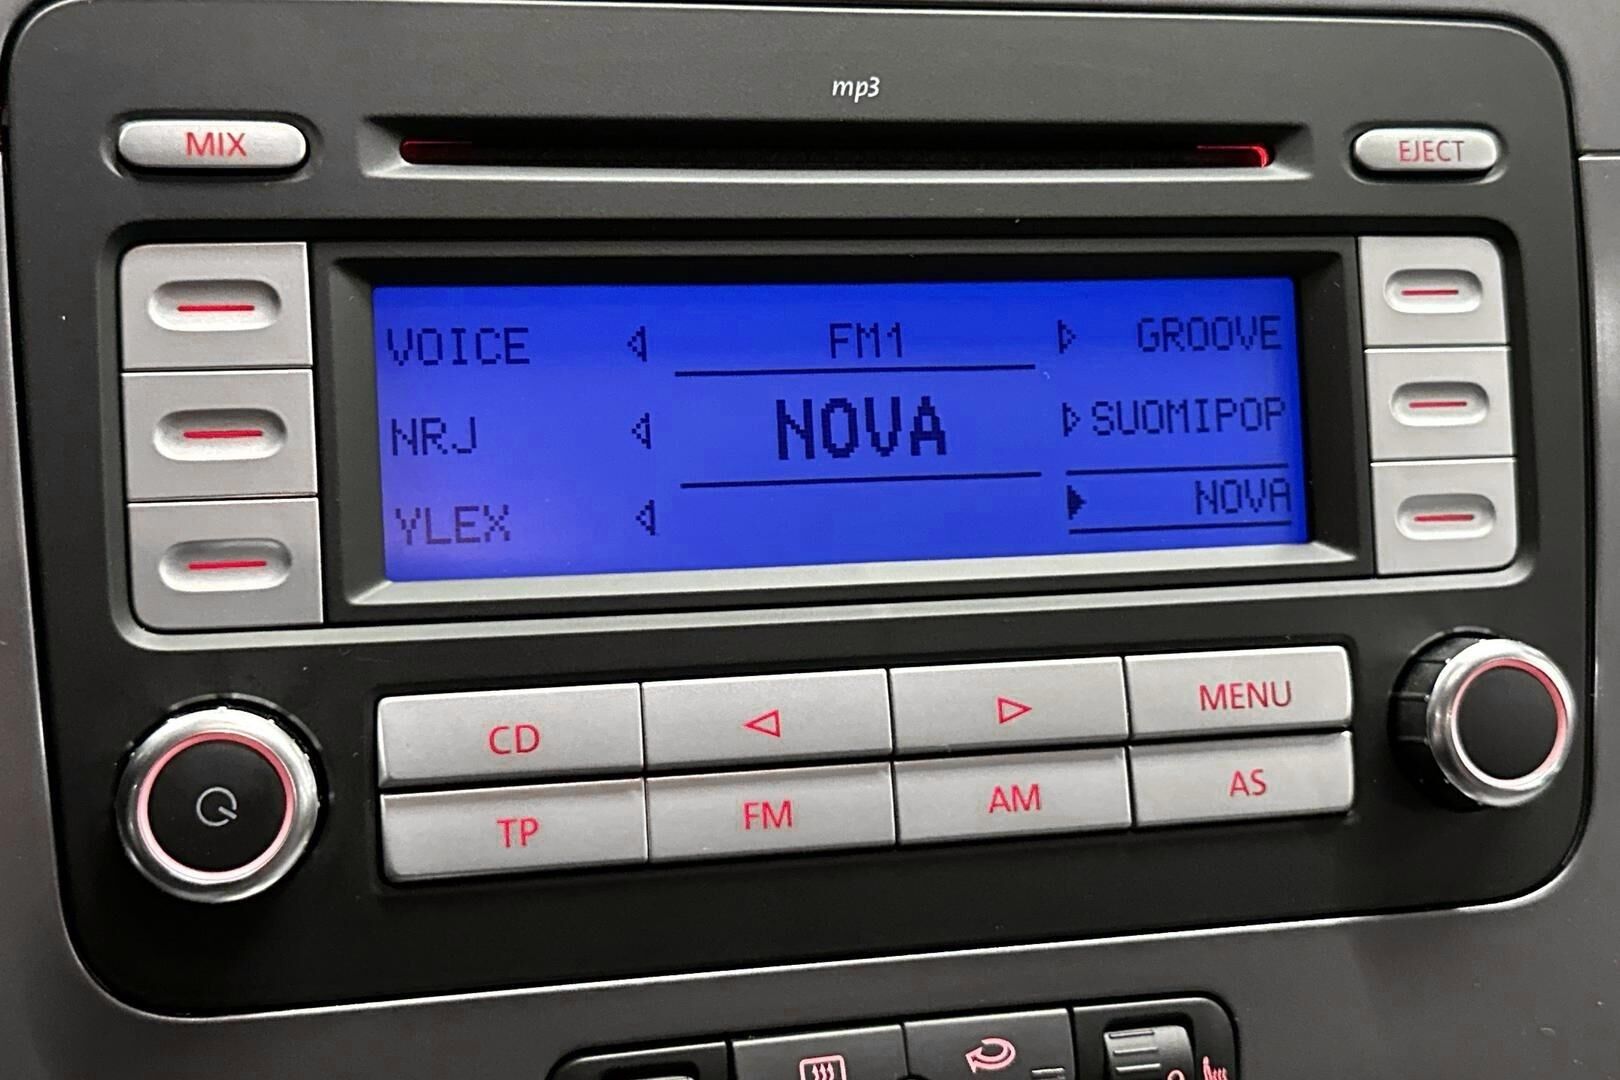 mp3
MIX
EJECT
VOICE FM1 GROOVE
NRJ NOVA SUOMIPOP
YLEX NOVA
CD MENU
TP FM AM AS